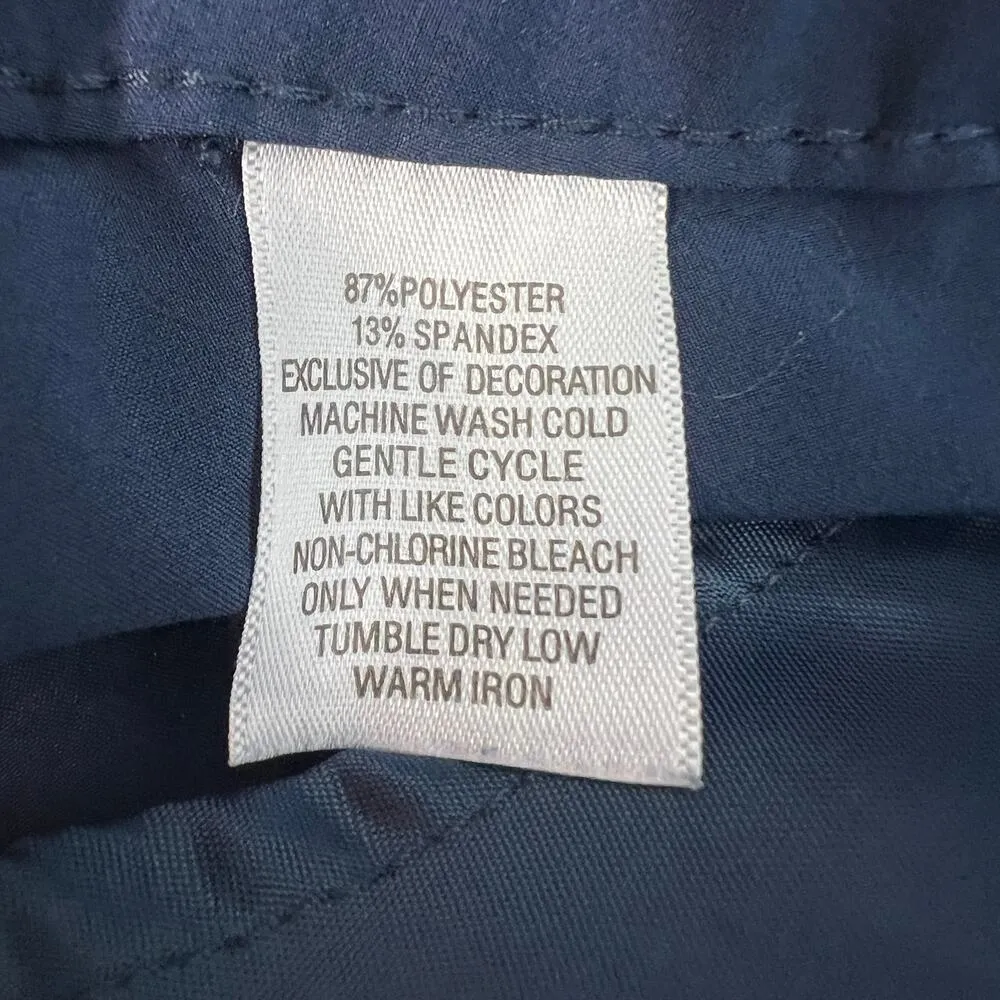 87%POLYESTER
13% SPANDEX
EXCLUSIVE OF DECORATION
MACHINE WASH COLD
GENTLE CYCLE
WITH LIKE COLORS
NON-CHLORINE BLEACH
ONLY WHEN NEEDED
TUMBLE DRY LOW
WARM IRON